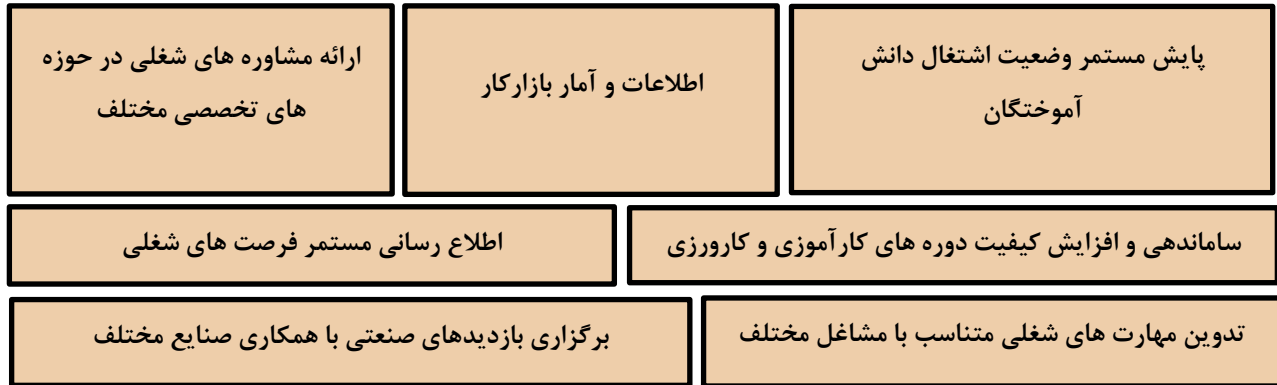 پایش مستمر وضعیت اشتغال دانش
آموختگان
اطلاعات و آمار بازارکار
ارائه مشاوره های شغلی در حوزه
های تخصصی مختلف
ساماندهی و افزایش کیفیت دوره های کارآموزی و کارورزی
اطلاع رسانی مستمر فرصت های شغلی
تدوین مهارت های شغلی متناسب با مشاغل مختلف
برگزاری بازدیدهای صنعتی با همکاری صنایع مختلف